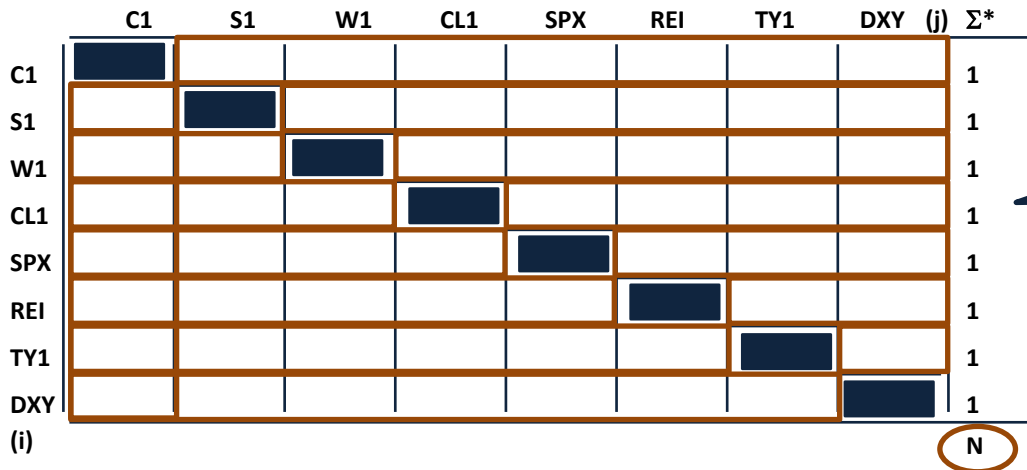 C1 S1 W1 CL1 SPX REI TY1 DXY (j) Σ*
C1 1
S1 1
W1 1
CL1 1
SPX 1
REI 1
TY1 1
DXY 1
(i) N